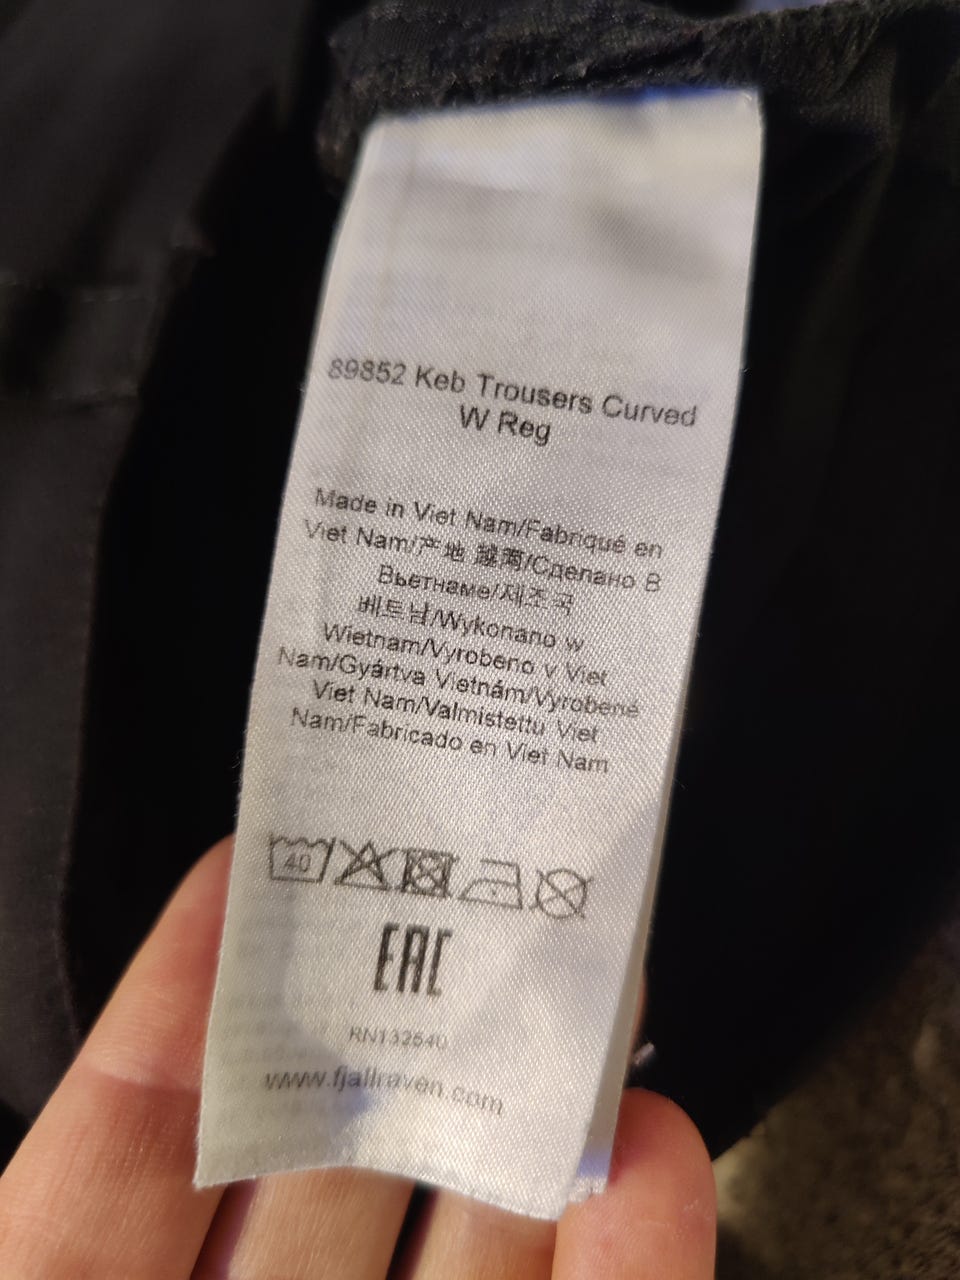 89852 Keb Trousers Curved
W Reg
Made in Viet Nam/Fabriqué en
Viet Nam/产地 越南/Сделано В
Вьетнаме/제조국
베트남/Wykonano w
Wietnam/Vyrobeno v Viet
Nam/Gyártva Vietnám/Vyrobené
Viet Nam/Valmistettu Viet
Nam/Fabricado en Viet Nam
40
EAC
RN132540
www.fjallraven.com